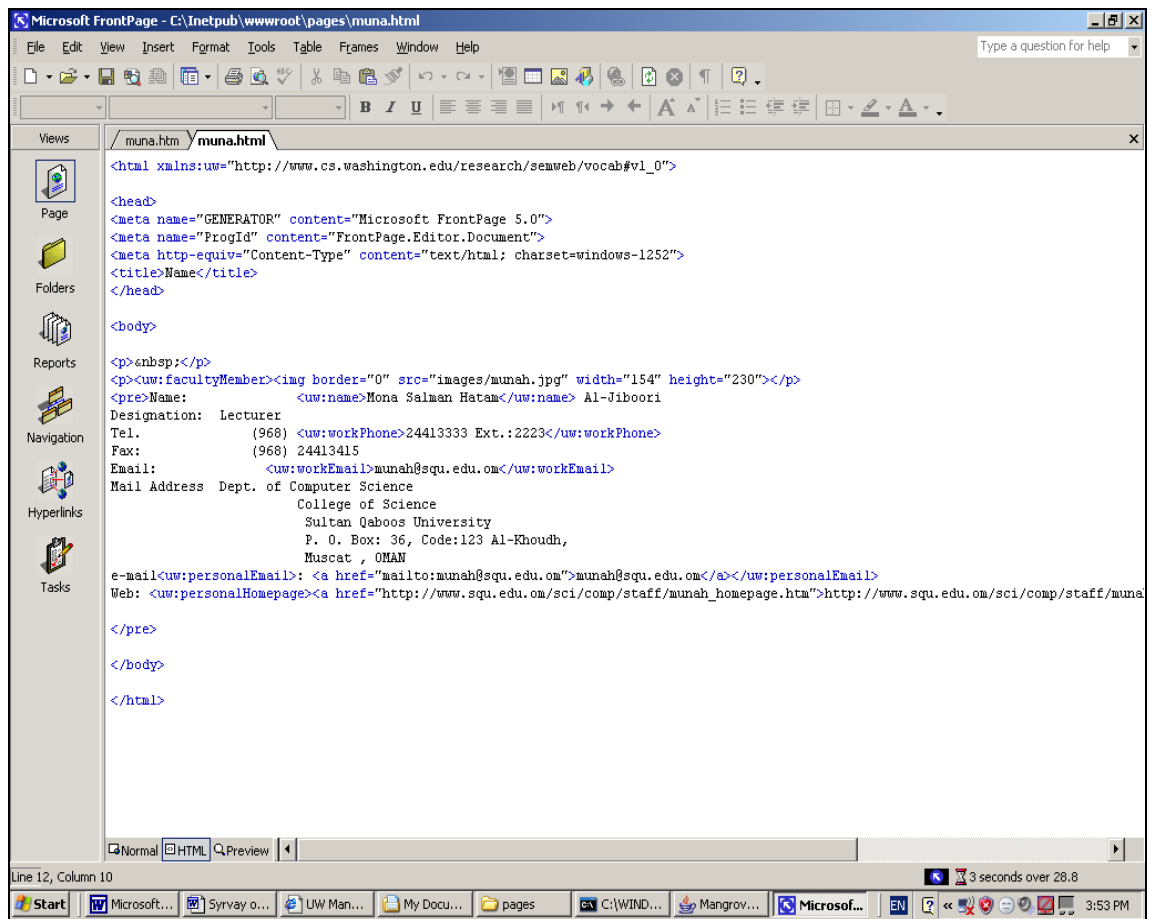 Microsoft FrontPage - C:\Inetpub\wwwroot\pages\muna.html
File Edit View Insert Format Tools Table Frames Window Help Type a question for help
B I U
Views muna.htm muna.html
<html xmlns:uw="http://www.cs.washington.edu/research/semweb/vocab#v1_0">
<head>
Page
<meta name="GENERATOR" content="Microsoft FrontPage 5.0">
<meta name="ProgId" content="FrontPage.Editor.Document">
<meta http-equiv="Content-Type" content="text/html; charset=windows-1252">
<title>Name</title>
Folders
</head>
<body>
Reports
<p>&nbsp;</p>
<p><uw:facultyMember><img border="0" src="images/munah.jpg" width="154" height="230"></p>
<pre>Name: <uw:name>Mona Salman Hatam</uw:name> Al-Jiboori
Designation: Lecturer
Navigation
Tel. (968) <uw:workPhone>24413333 Ext.:2223</uw:workPhone>
Fax: (968) 24413415
Email: <uw:workEmail>munah@squ.edu.om</uw:workEmail>
Mail Address Dept. of Computer Science
College of Science
Hyperlinks
Sultan Qaboos University
P. O. Box: 36, Code:123 Al-Khoudh,
Muscat , OMAN
Tasks
e-mail<uw:personalEmail>: <a href="mailto:munah@squ.edu.om">munah@squ.edu.om</a></uw:personalEmail>
Web: <uw:personalHomepage><a href="http://www.squ.edu.om/sci/comp/staff/munah_homepage.htm">http://www.squ.edu.om/sci/comp/staff/muna
</pre>
</body>
</html>
Normal HTML Preview
Line 12, Column 10 3 seconds over 28.8
Start Microsoft... Syrvay o... UW Man... My Docu... pages C:\WIND... Mangrov... Microsof... EN 3:53 PM